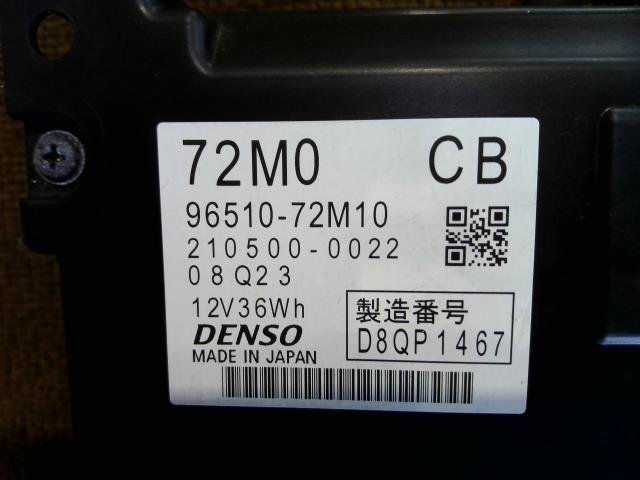 72M0 CB
96510-72M10
210500-0022
08Q23
12V36Wh
製造番号
DENSO
D8QP1467
MADE IN JAPAN